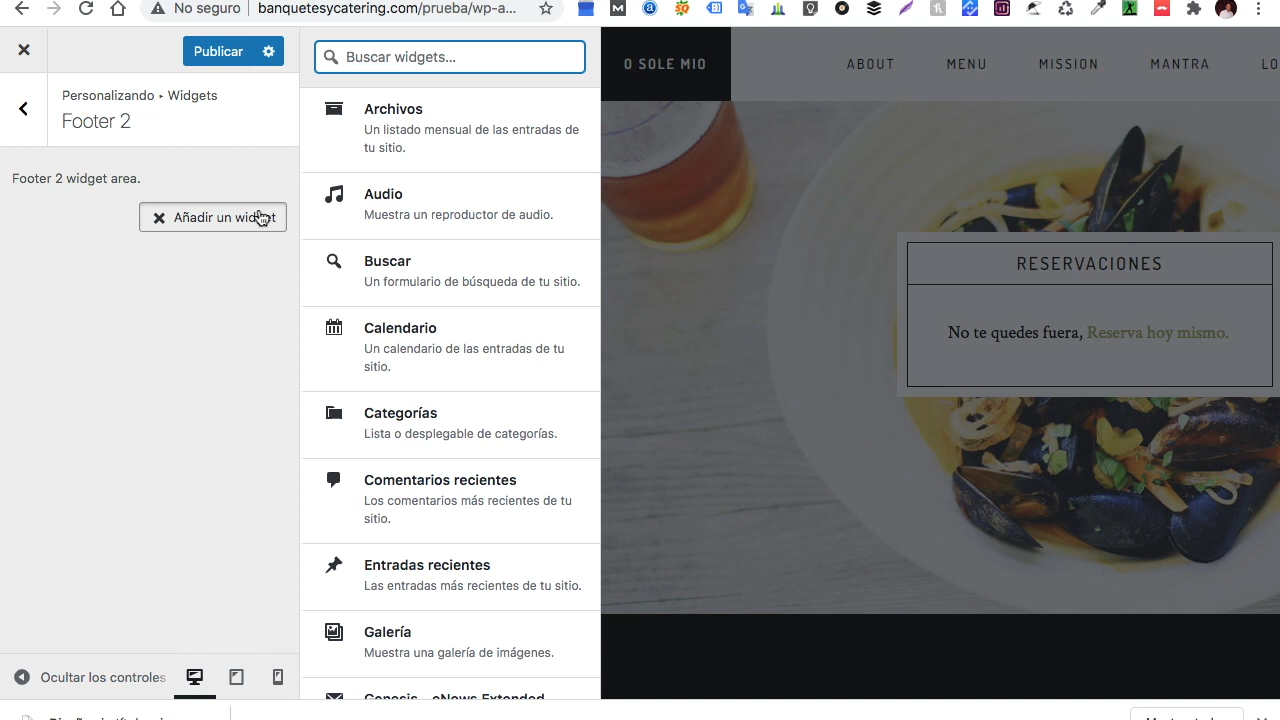 No seguro
banquetesycatering.com/prueba/wp-a...
Publicar
Personalizando ▸ Widgets
Footer 2
Footer 2 widget area.
Añadir un widget
Buscar widgets...
Archivos
Un listado mensual de las entradas de
tu sitio.
Audio
Muestra un reproductor de audio.
Buscar
Un formulario de búsqueda de tu sitio.
Calendario
Un calendario de las entradas de tu
sitio.
Categorías
Lista o desplegable de categorías.
Comentarios recientes
Los comentarios más recientes de tu
sitio.
Entradas recientes
Las entradas más recientes de tu sitio.
Galería
Muestra una galería de imágenes.
Genesis - eNews Extended
Ocultar los controles
O SOLE MIO
ABOUT
MENU
MISSION
MANTRA
LO
RESERVACIONES
No te quedes fuera, Reserva hoy mismo.